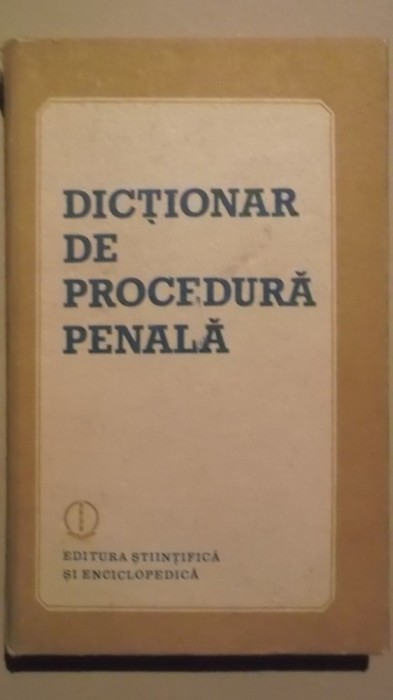 DICȚIONAR
DE
PROCEDURĂ
PENALĂ
EDITURA ȘTIINȚIFICĂ
ȘI ENCICLOPEDICĂ